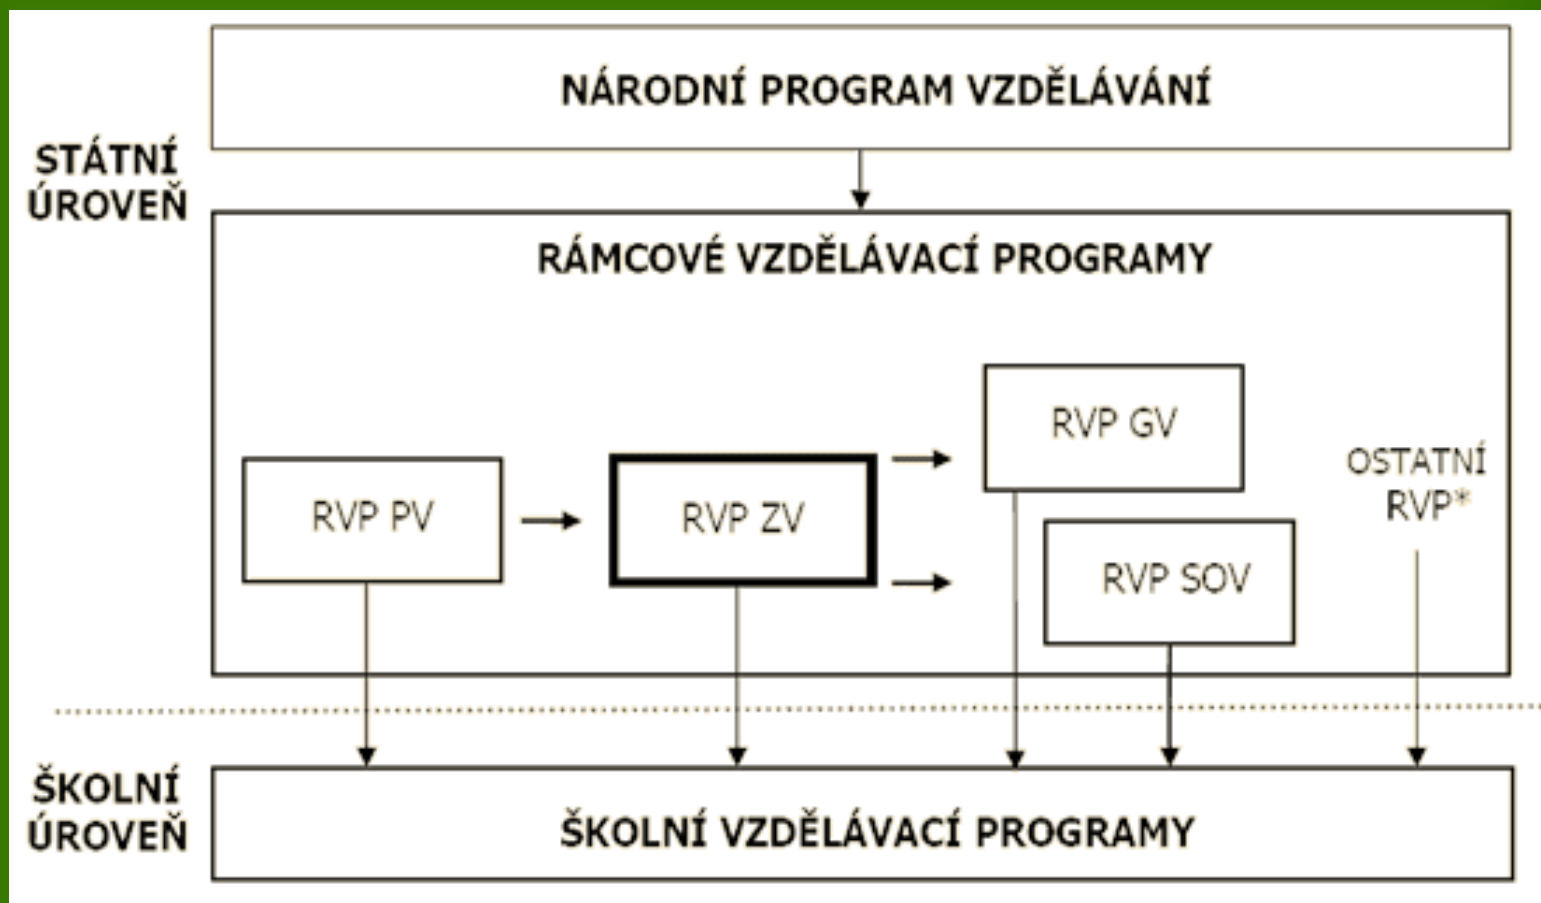 NÁRODNÍ PROGRAM VZDĚLÁVÁNÍ
STÁTNÍ
ÚROVEŇ
RÁMCOVÉ VZDĚLÁVACÍ PROGRAMY
RVP PV
RVP ZV
RVP GV
RVP SOV
OSTATNÍ
RVP*
ŠKOLNÍ
ÚROVEŇ
ŠKOLNÍ VZDĚLÁVACÍ PROGRAMY